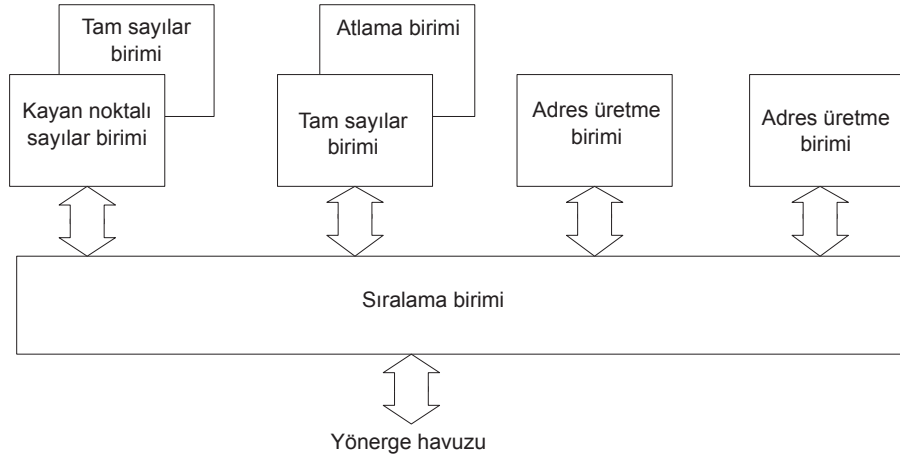 Tam sayılar
birimi
Kayan noktalı
sayılar birimi
Atlama birimi
Tam sayılar
birimi
Adres üretme
birimi
Adres üretme
birimi
Sıralama birimi
Yönerge havuzu